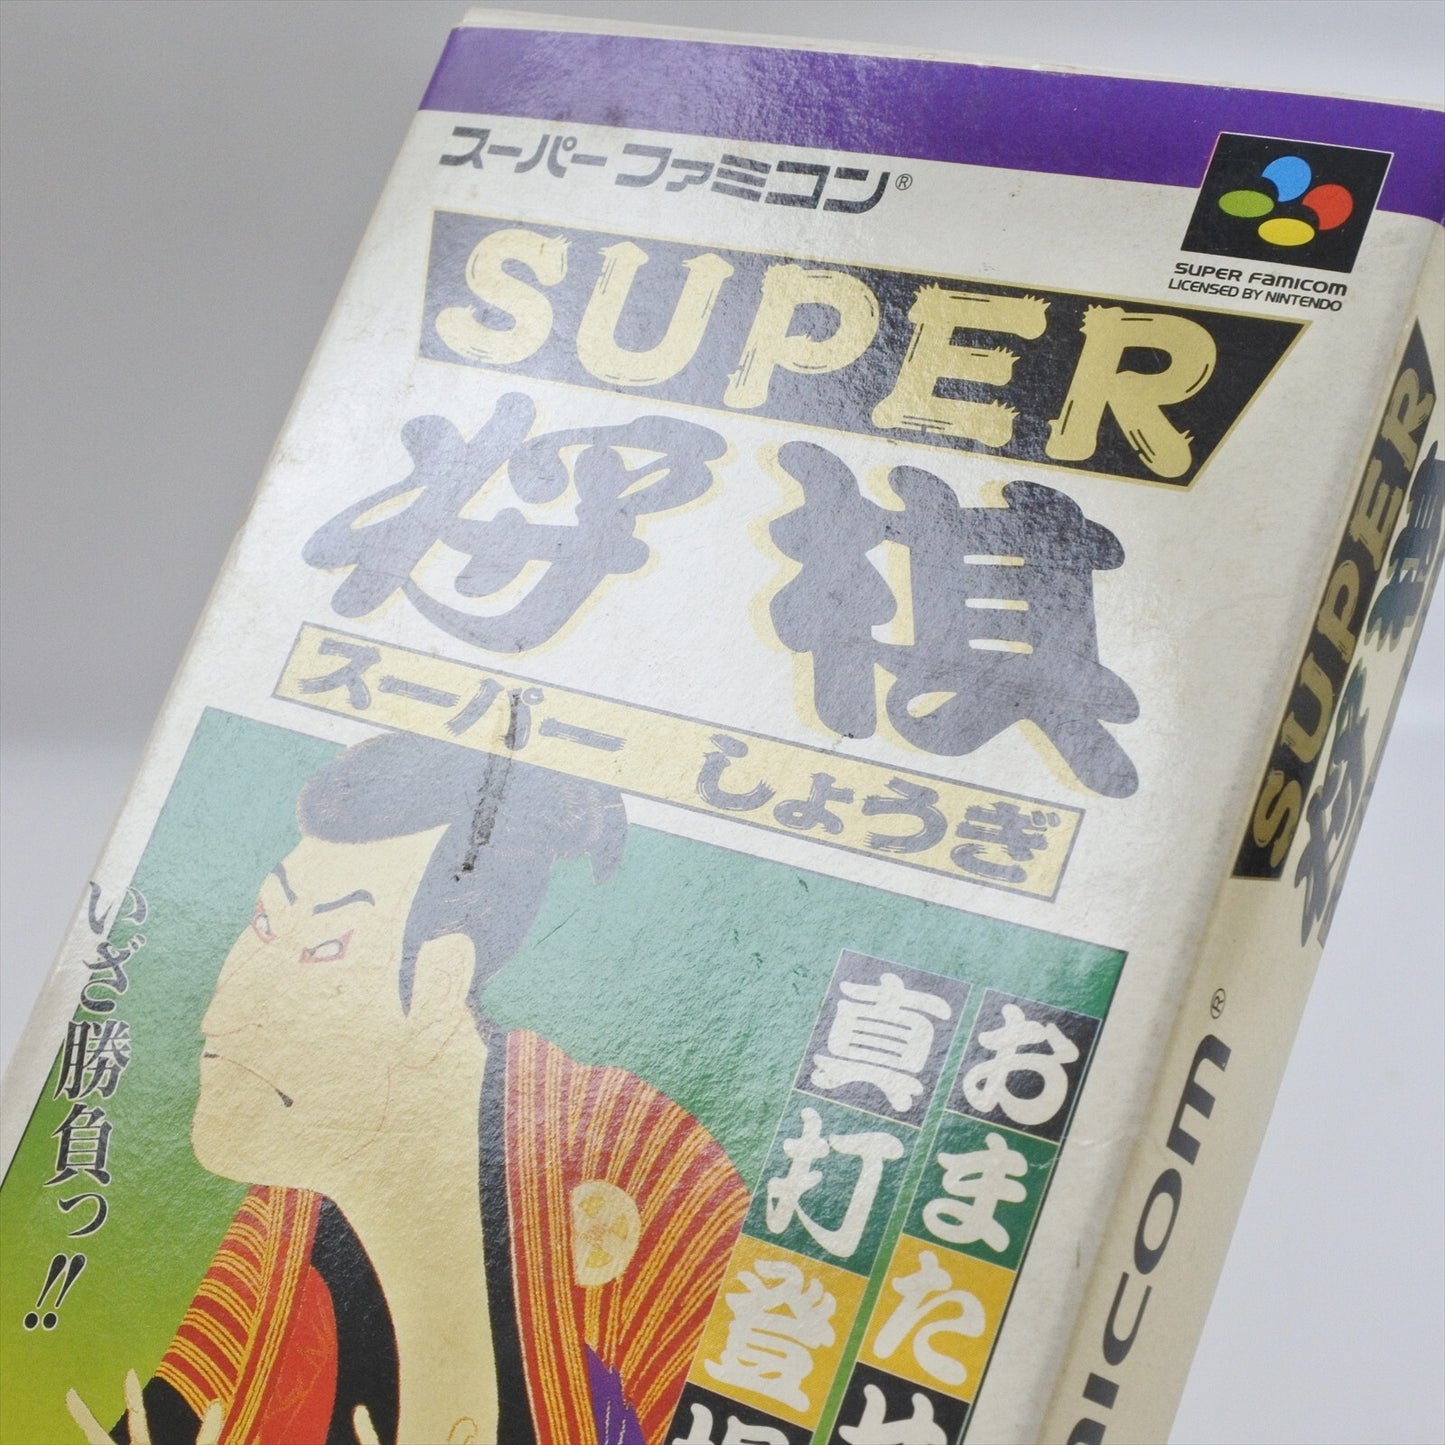 スーパーファミコン®
SUPER FAMICOM
LICENSED BY NINTENDO
SUPER
将棋
スーパー しょうぎ
いざ勝負っ!!
おまた
真打登
SUPER
将棋
®